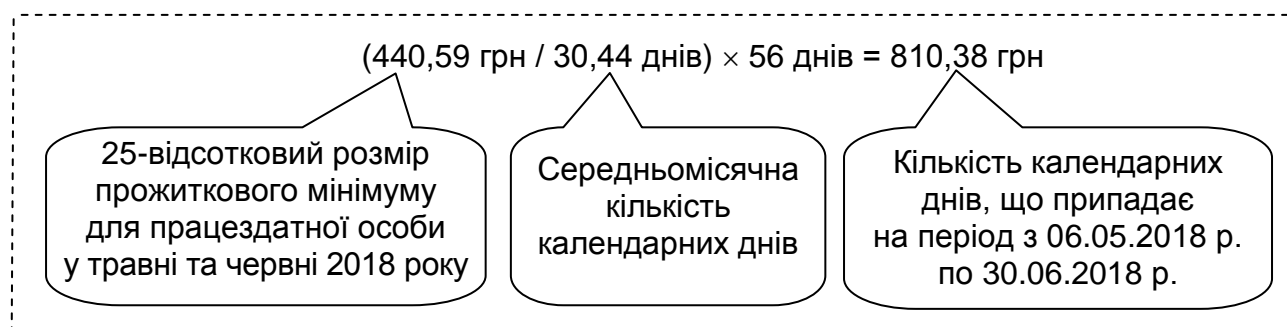 (440,59 грн / 30,44 днів) × 56 днів = 810,38 грн
25-відсотковий розмір
прожиткового мінімуму
для працездатної особи
у травні та червні 2018 року
Середньомісячна
кількість
календарних днів
Кількість календарних
днів, що припадає
на період з 06.05.2018 р.
по 30.06.2018 р.